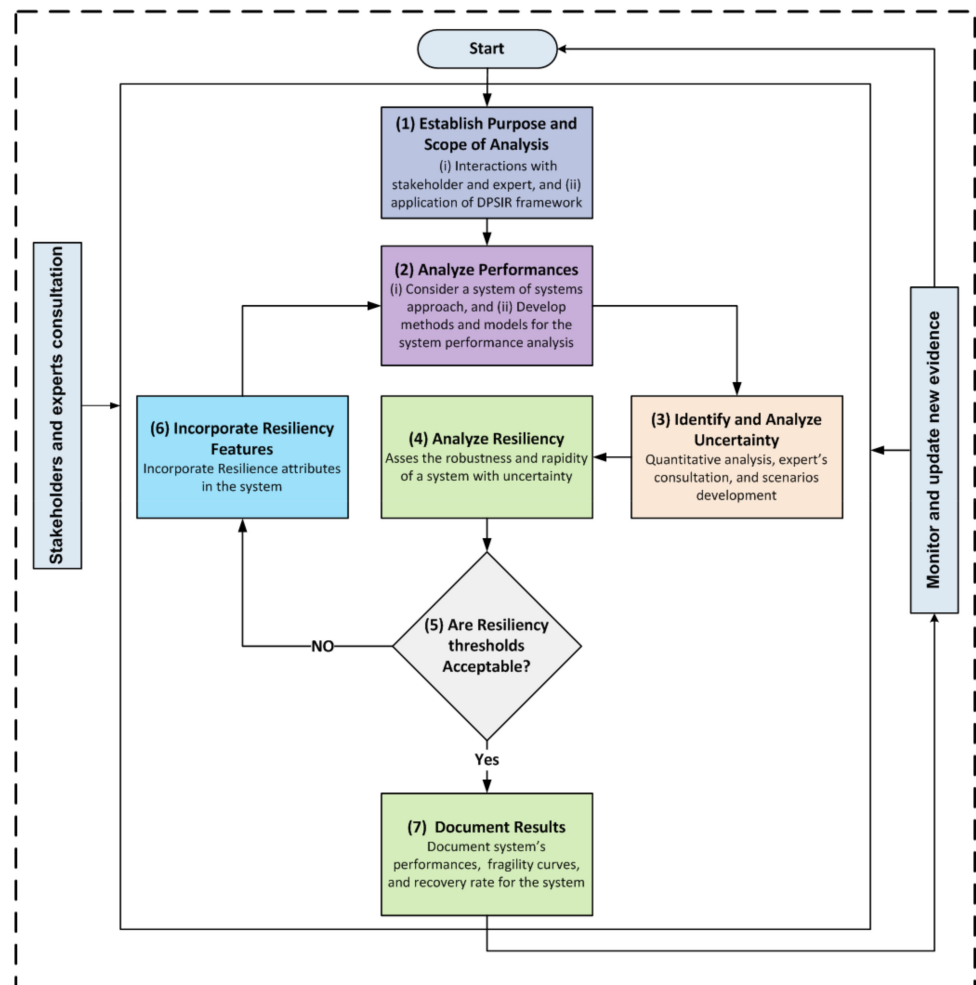 Start
(1) Establish Purpose and
Scope of Analysis
(i) Interactions with
stakeholder and expert, and (ii)
application of DPSIR framework
(2) Analyze Performances
(i) Consider a system of systems
approach, and (ii) Develop
methods and models for the
system performance analysis
Stakeholders and experts consultation
(6) Incorporate Resiliency
Features
Incorporate Resilience attributes
in the system
(4) Analyze Resiliency
Asses the robustness and rapidity
of a system with uncertainty
(3) Identify and Analyze
Uncertainty
Quantitative analysis, expert's
consultation, and scenarios
development
Monitor and update new evidence
(5) Are Resiliency
thresholds
Acceptable?
NO
Yes
(7) Document Results
Document system's
performances, fragility curves,
and recovery rate for the system